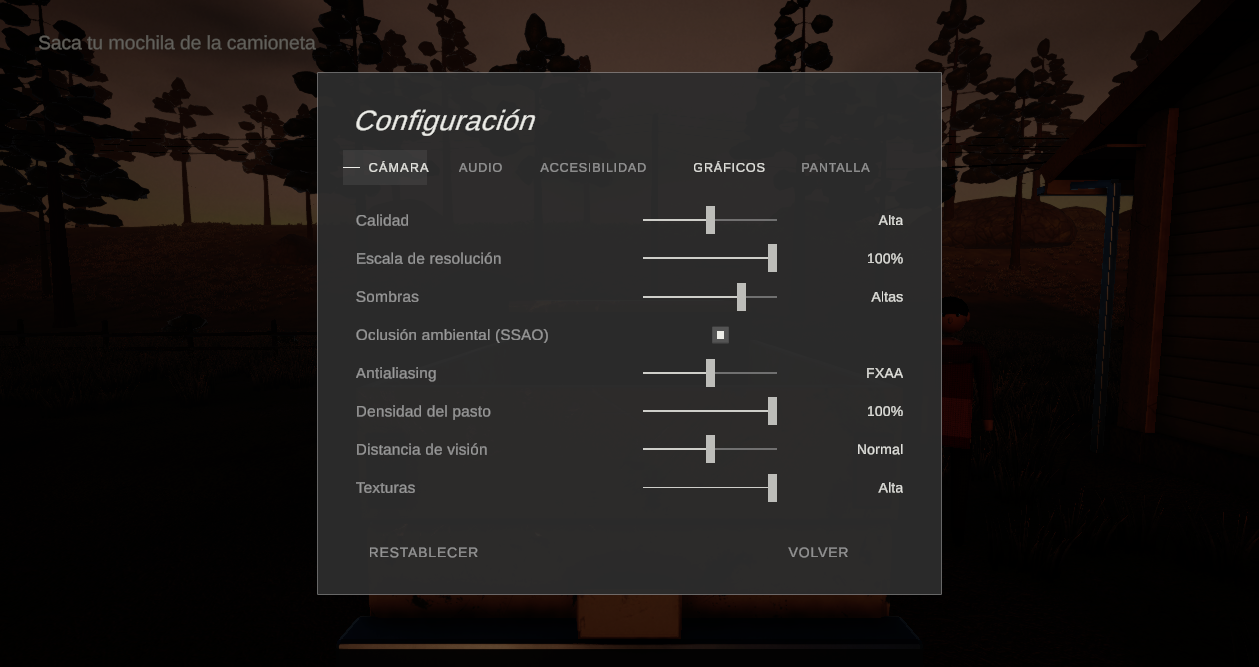 Saca tu mochila de la camioneta
Configuración
CÁMARA AUDIO ACCESIBILIDAD GRÁFICOS PANTALLA
Calidad Alta
Escala de resolución 100%
Sombras Altas
Oclusión ambiental (SSAO)
Antialiasing FXAA
Densidad del pasto 100%
Distancia de visión Normal
Texturas Alta
RESTABLECER VOLVER